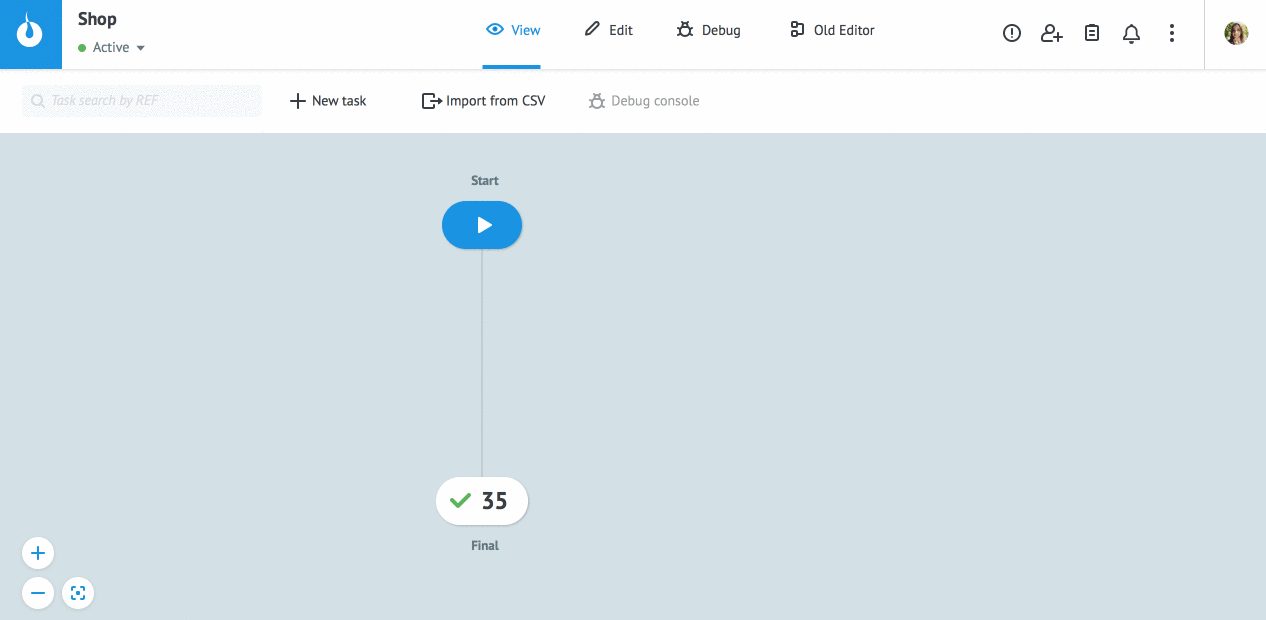 Shop
Active
View
Edit
Debug
Old Editor
Task search by REF
New task
Import from CSV
Debug console
Start
35
Final